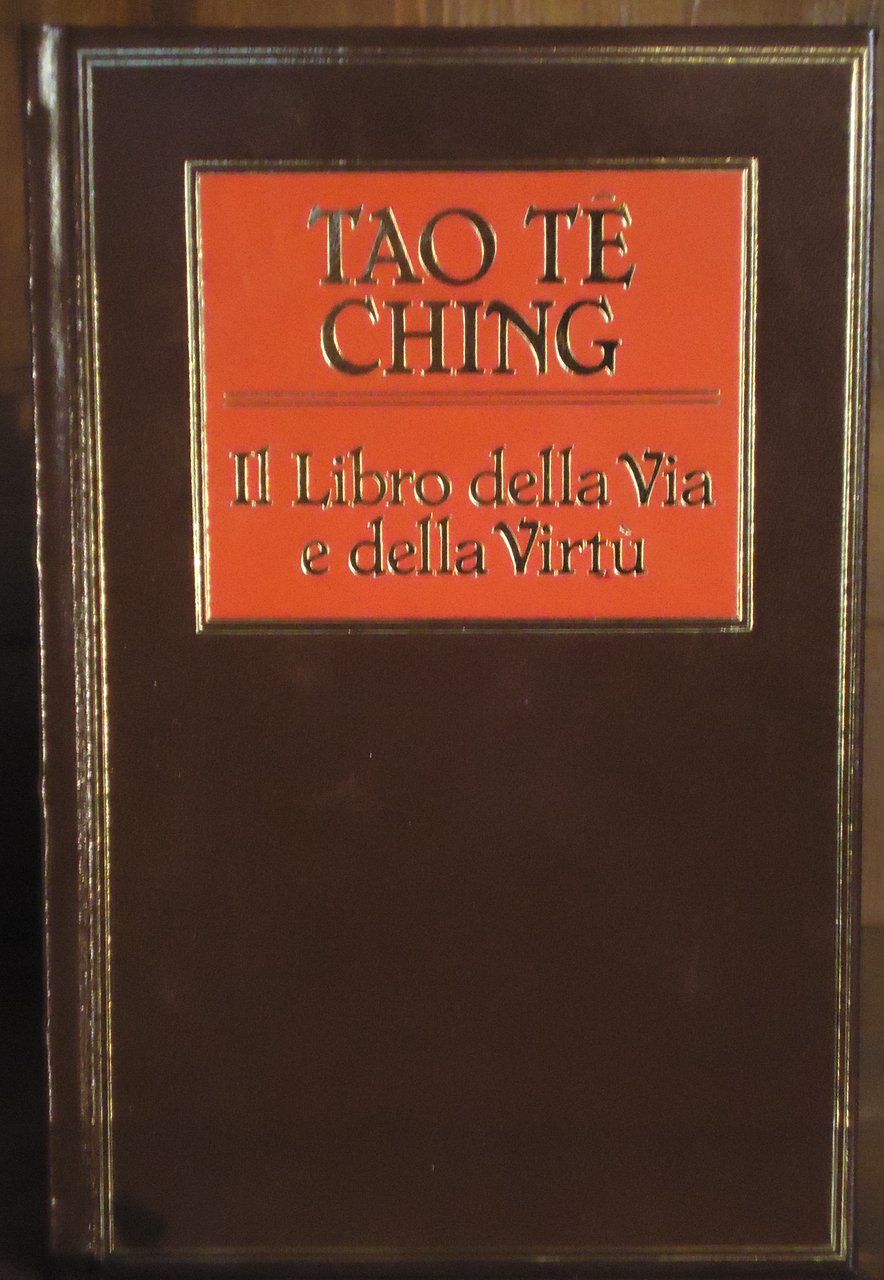 TAO TÊ
CHING
Il Libro della Via
e della Virtù